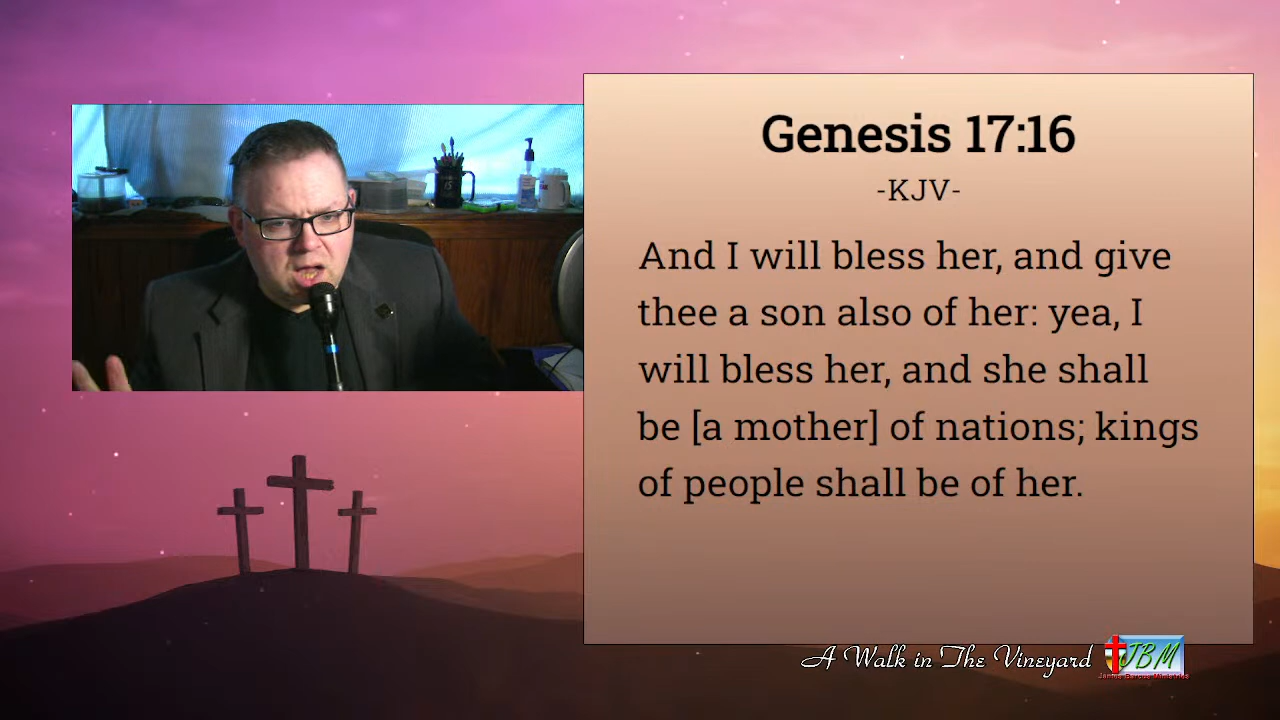 Genesis 17:16
-KJV-
And I will bless her, and give
thee a son also of her: yea, I
will bless her, and she shall
be [a mother] of nations; kings
of people shall be of her.
A Walk in The Vineyard
JBM